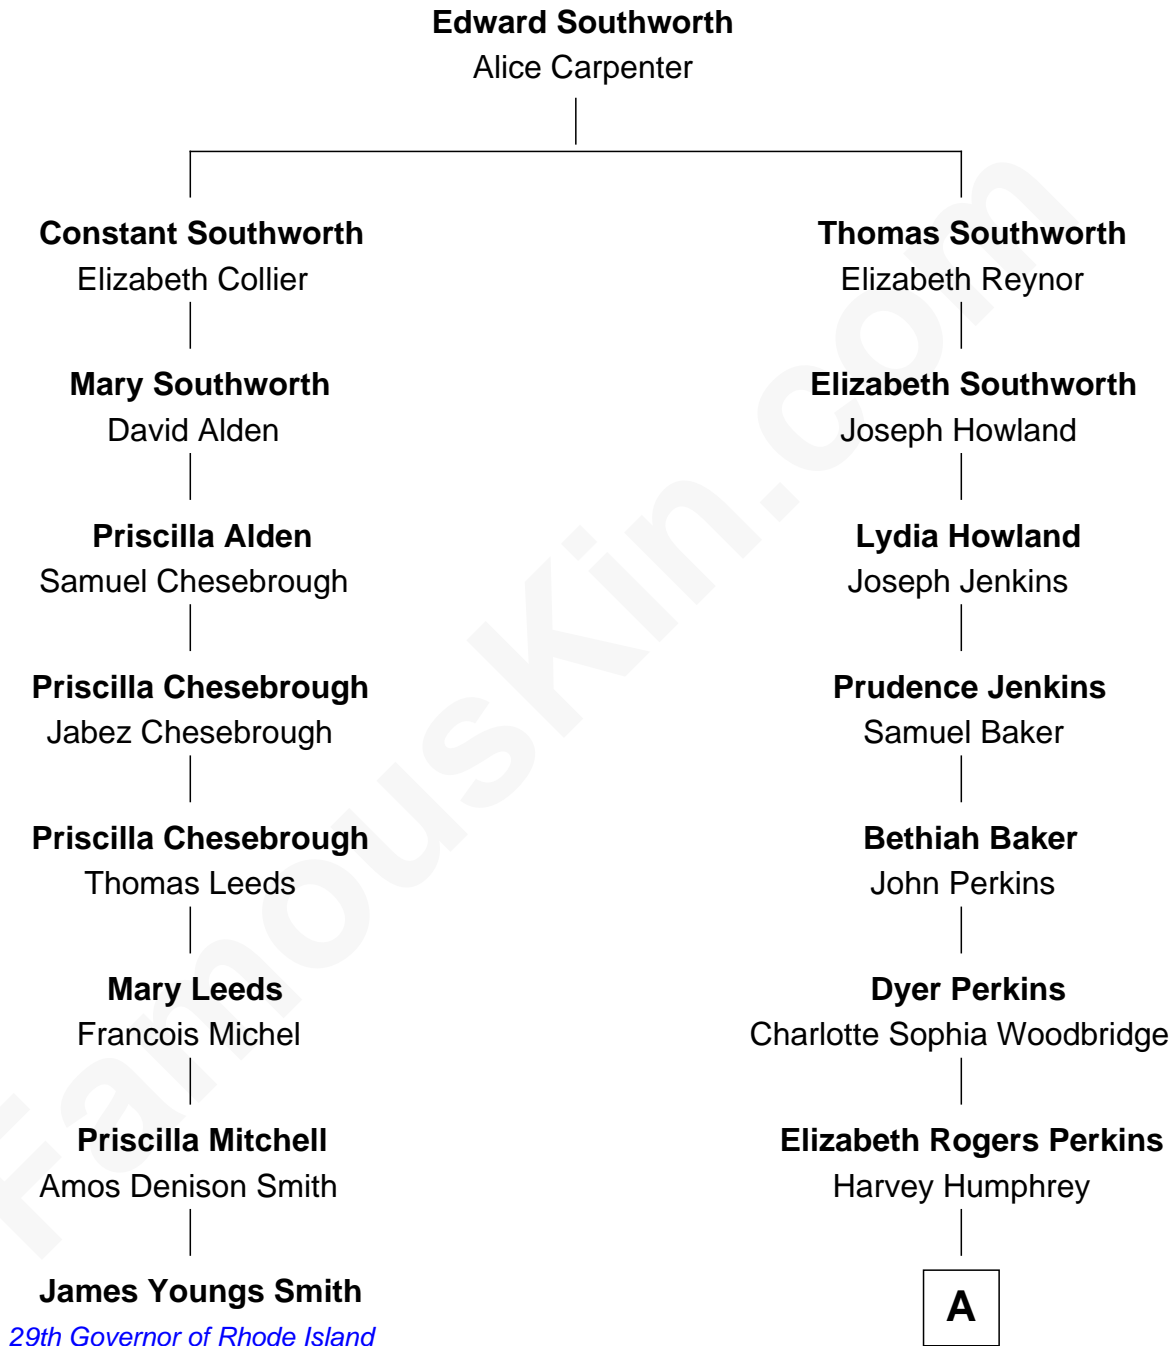 Edward Southworth
Alice Carpenter
Constant Southworth
Elizabeth Collier
Thomas Southworth
Elizabeth Reynor
Mary Southworth
David Alden
Elizabeth Southworth
Joseph Howland
Priscilla Alden
Samuel Chesebrough
Lydia Howland
Joseph Jenkins
Priscilla Chesebrough
Jabez Chesebrough
Prudence Jenkins
Samuel Baker
Priscilla Chesebrough
Thomas Leeds
Bethiah Baker
John Perkins
Mary Leeds
Francois Michel
Dyer Perkins
Charlotte Sophia Woodbridge
Priscilla Mitchell
Amos Denison Smith
Elizabeth Rogers Perkins
Harvey Humphrey
James Youngs Smith
29th Governor of Rhode Island
A
FamousKin.com